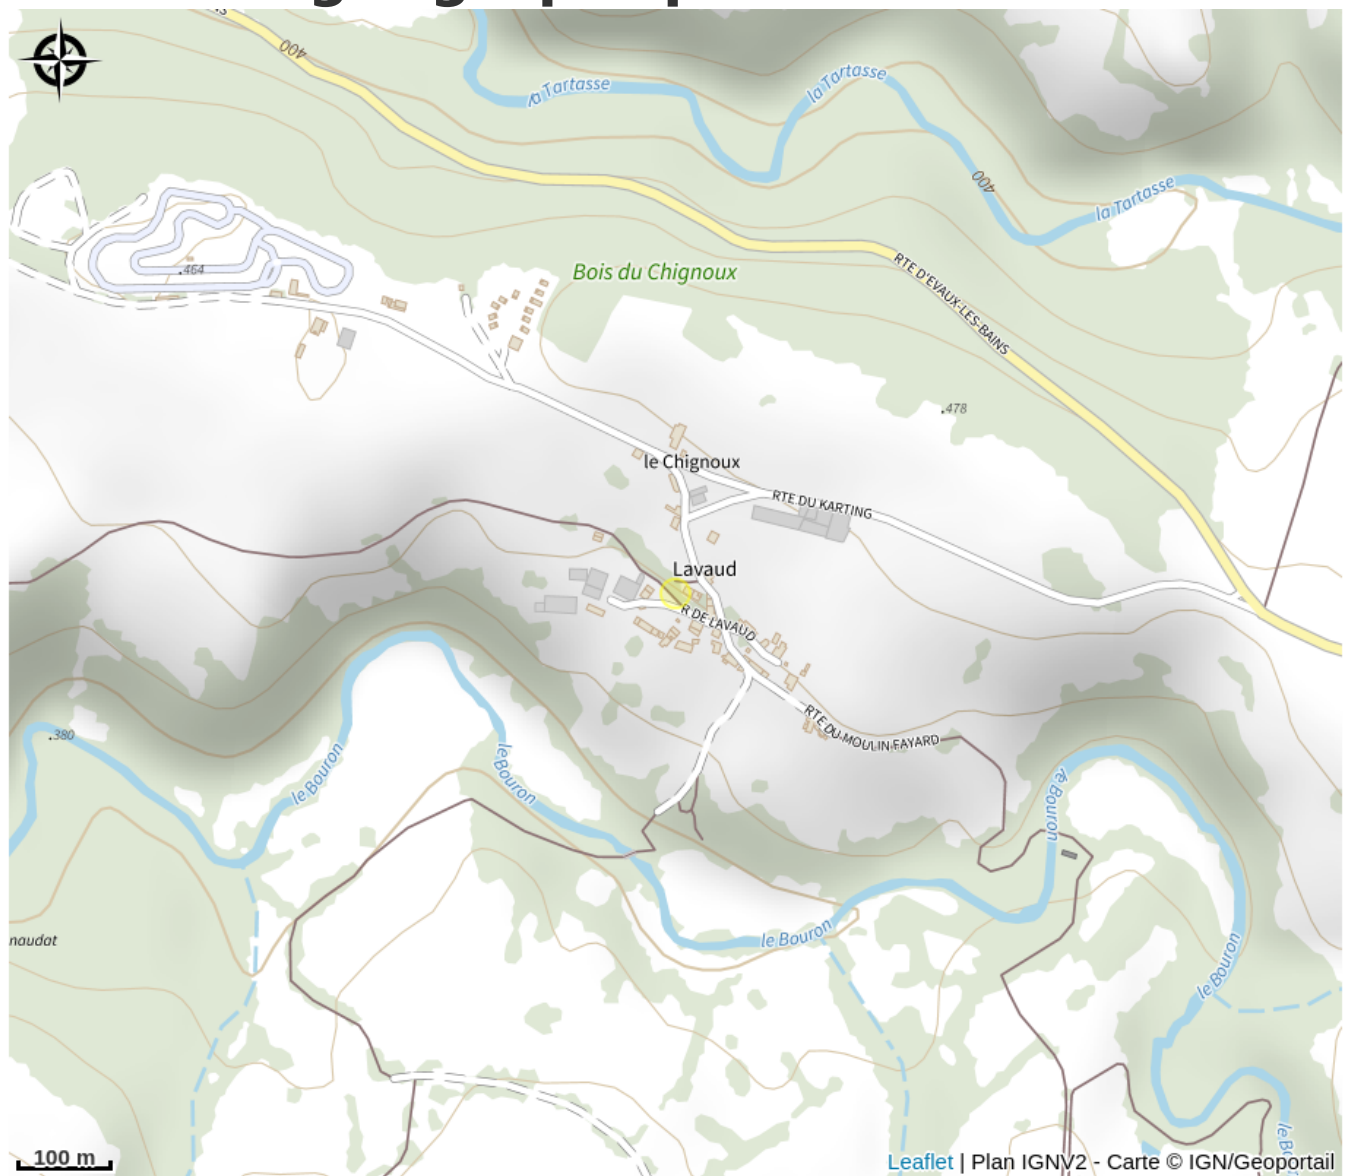 400
la Tartasse
la Tartasse
400
la Tartasse
.464
Bois du Chignoux
RTE D'EVAUX-LES-BAINS
.478
le Chignoux
RTE DU KARTING
Lavaud
R DE LAVAUD
RTE DU MOULIN FAYARD
.380
le Bouron
le Bouron
le Bouron
le Bouron
naudat
le Bouron
100 m
Leaflet | Plan IGNV2 - Carte © IGN/Geoportail